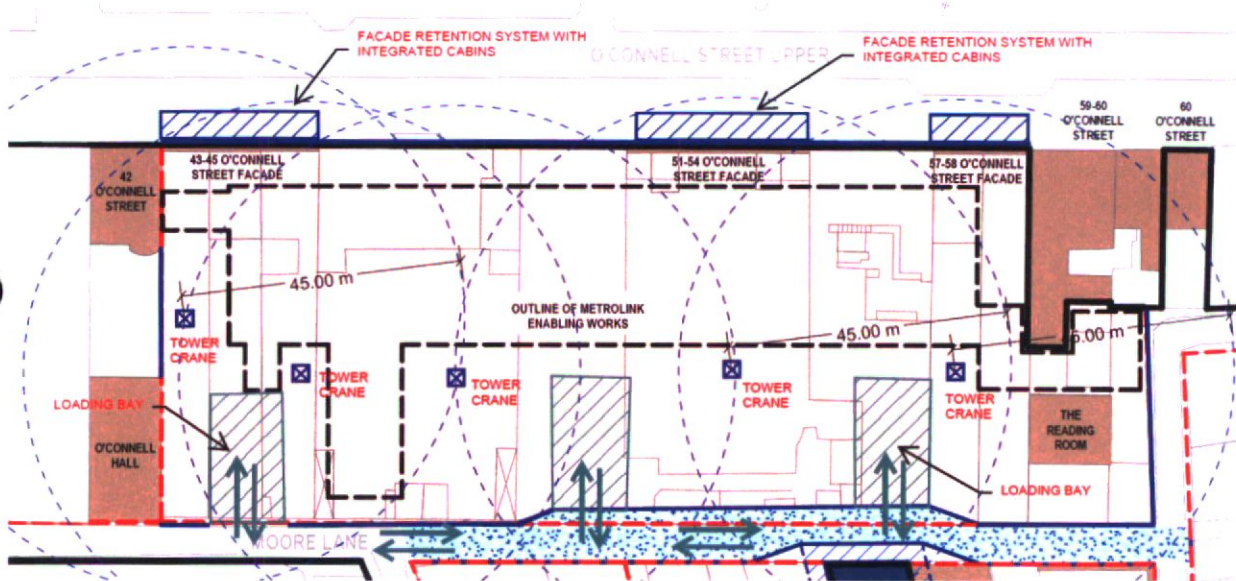 FACADE RETENTION SYSTEM WITH
INTEGRATED CABINS
O'CONNELL STREET UPPER
FACADE RETENTION SYSTEM WITH
INTEGRATED CABINS
59-60
O'CONNELL
STREET
60
O'CONNELL
STREET
42
O'CONNELL
STREET
43-45 O'CONNELL
STREET FACADE
51-54 O'CONNELL
STREET FACADE
57-58 O'CONNELL
STREET FACADE
45.00 m
OUTLINE OF METROLINK
ENABLING WORKS
45.00 m
TOWER
CRANE
TOWER
CRANE
TOWER
CRANE
TOWER
CRANE
TOWER
CRANE
LOADING BAY
O'CONNELL
HALL
THE
READING
ROOM
LOADING BAY
MOORE LANE